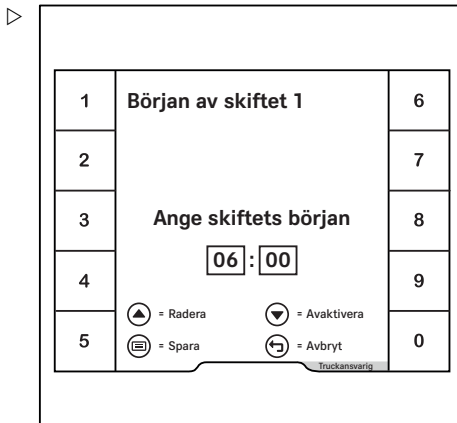 1
Början av skiftet 1
6
2
7
3
Ange skiftets början
8
06 : 00
4
9
= Radera
= Avaktivera
5
= Spara
= Avbryt
0
Truckansvarig